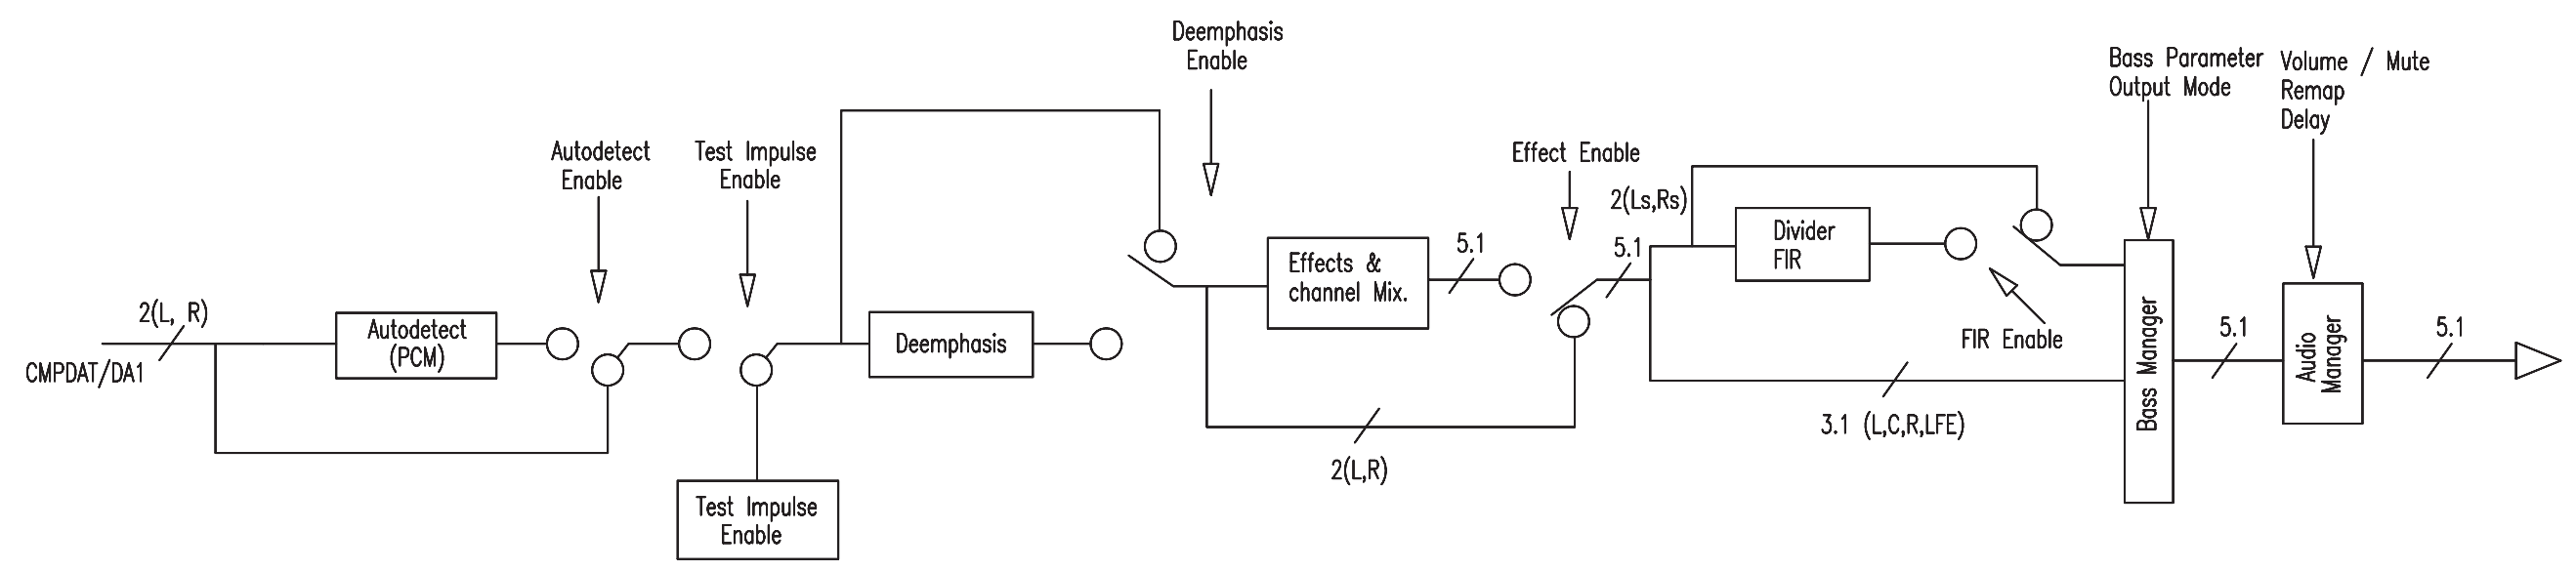 2(L, R)
CMPDAT/DA1
Autodetect
(PCM)
Autodetect
Enable
Test Impulse
Enable
Test Impulse
Enable
Deemphasis
Deemphasis
Enable
Effects &
channel Mix.
5.1
2(L,R)
Effect Enable
5.1
2(Ls,Rs)
Divider
FIR
FIR Enable
3.1 (L,C,R,LFE)
Bass Parameter
Output Mode
Bass Manager
5.1
Volume / Mute
Remap
Delay
Audio
Manager
5.1